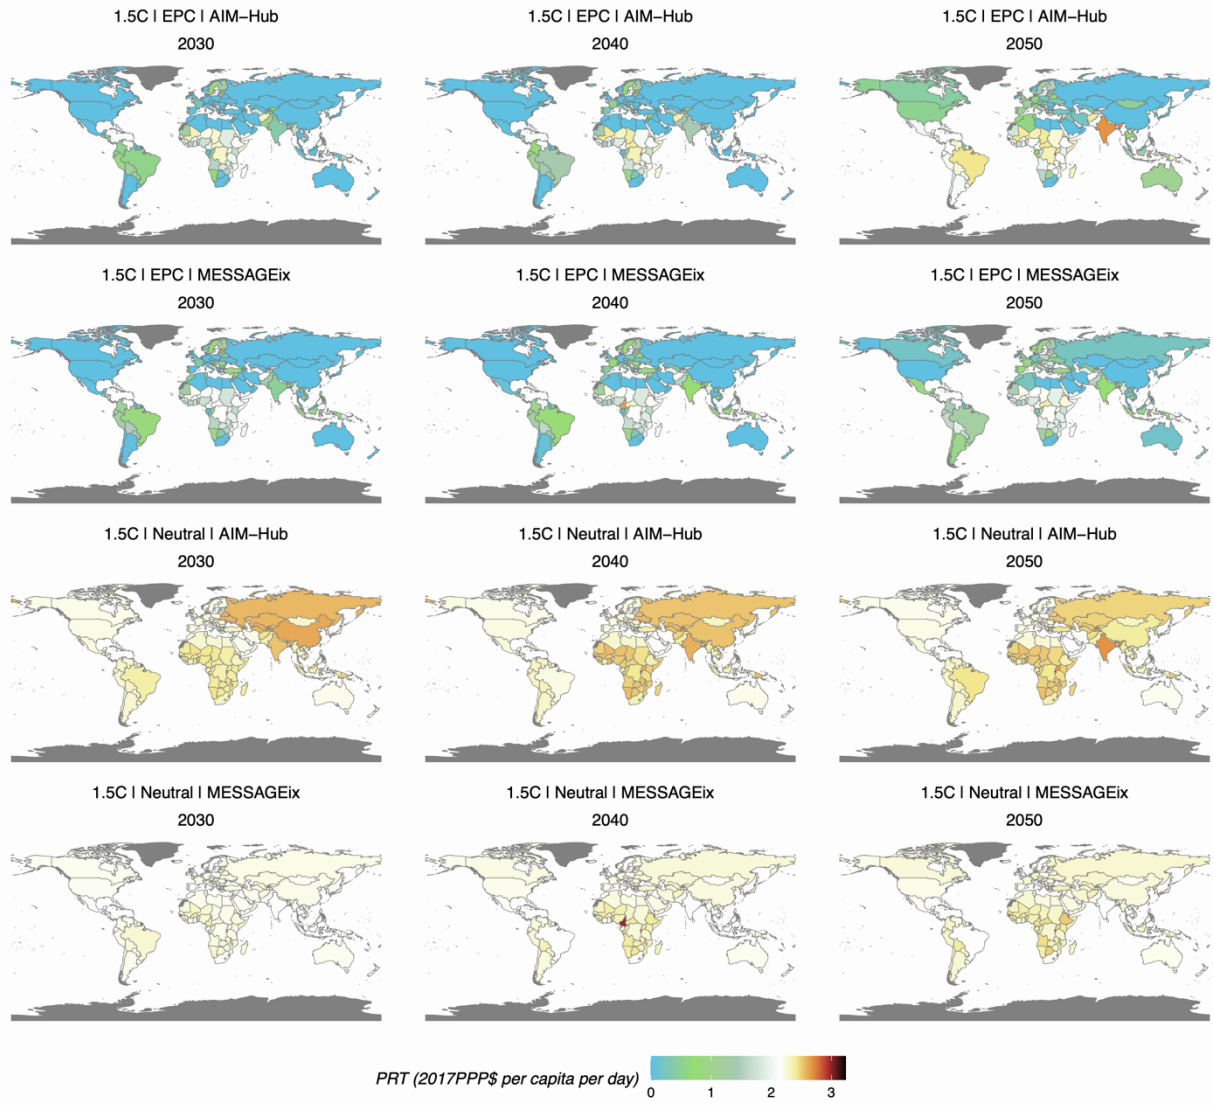 1.5C | EPC | AIM−Hub
2030
1.5C | EPC | AIM−Hub
2040
1.5C | EPC | AIM−Hub
2050
1.5C | EPC | MESSAGEix
2030
1.5C | EPC | MESSAGEix
2040
1.5C | EPC | MESSAGEix
2050
1.5C | Neutral | AIM−Hub
2030
1.5C | Neutral | AIM−Hub
2040
1.5C | Neutral | AIM−Hub
2050
1.5C | Neutral | MESSAGEix
2030
1.5C | Neutral | MESSAGEix
2040
1.5C | Neutral | MESSAGEix
2050
PRT (2017PPP$ per capita per day)
0 1 2 3